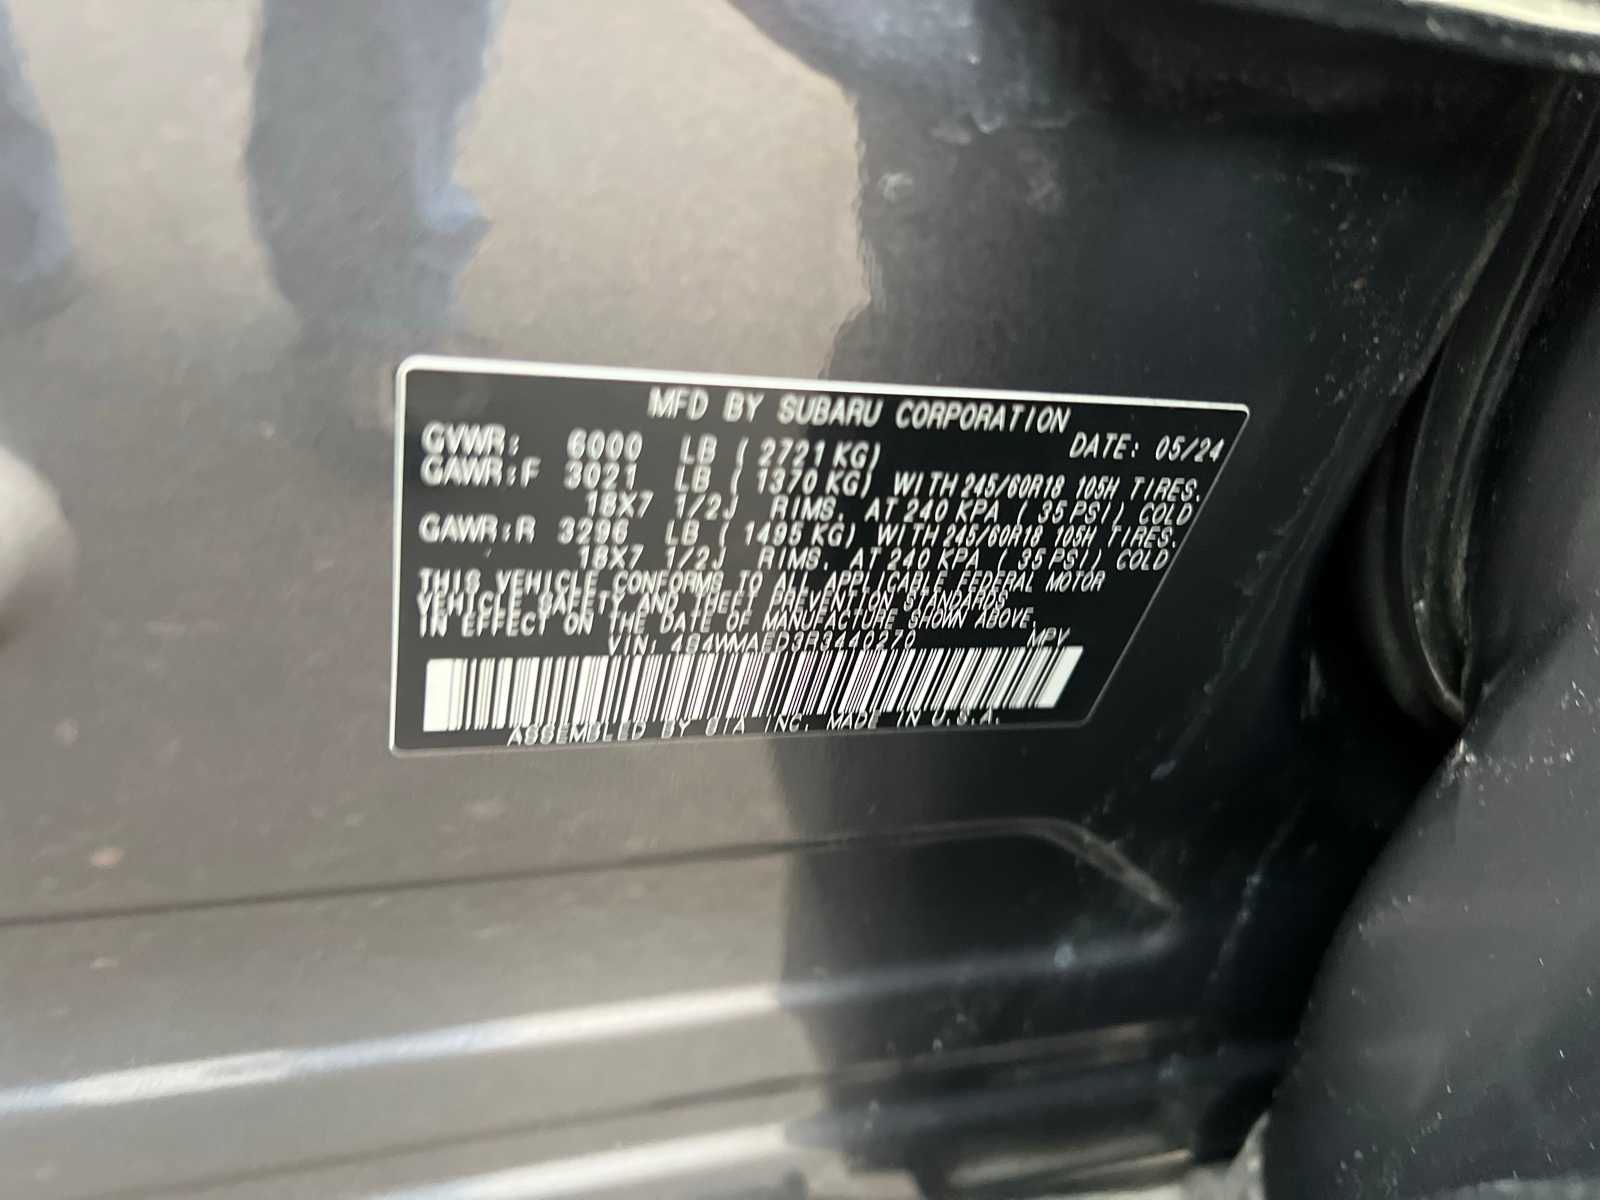 MFD BY SUBARU CORPORATION
GVWR: 6000 LB ( 2721 KG) DATE: 05/24
GAWR:F 3021 LB ( 1370 KG) WITH 245/60R18 105H TIRES.
18X7 1/2J RIMS. AT 240 KPA ( 35 PSI) COLD
GAWR:R 3296 LB ( 1495 KG) WITH 245/60R18 105H TIRES.
18X7 1/2J RIMS. AT 240 KPA ( 35 PSI) COLD
THIS VEHICLE CONFORMS TO ALL APPLICABLE FEDERAL MOTOR
VEHICLE SAFETY AND THEFT PREVENTION STANDARDS
IN EFFECT ON THE DATE OF MANUFACTURE SHOWN ABOVE.
VIN: MPV
ASSEMBLED BY SIA INC. MADE IN U.S.A.